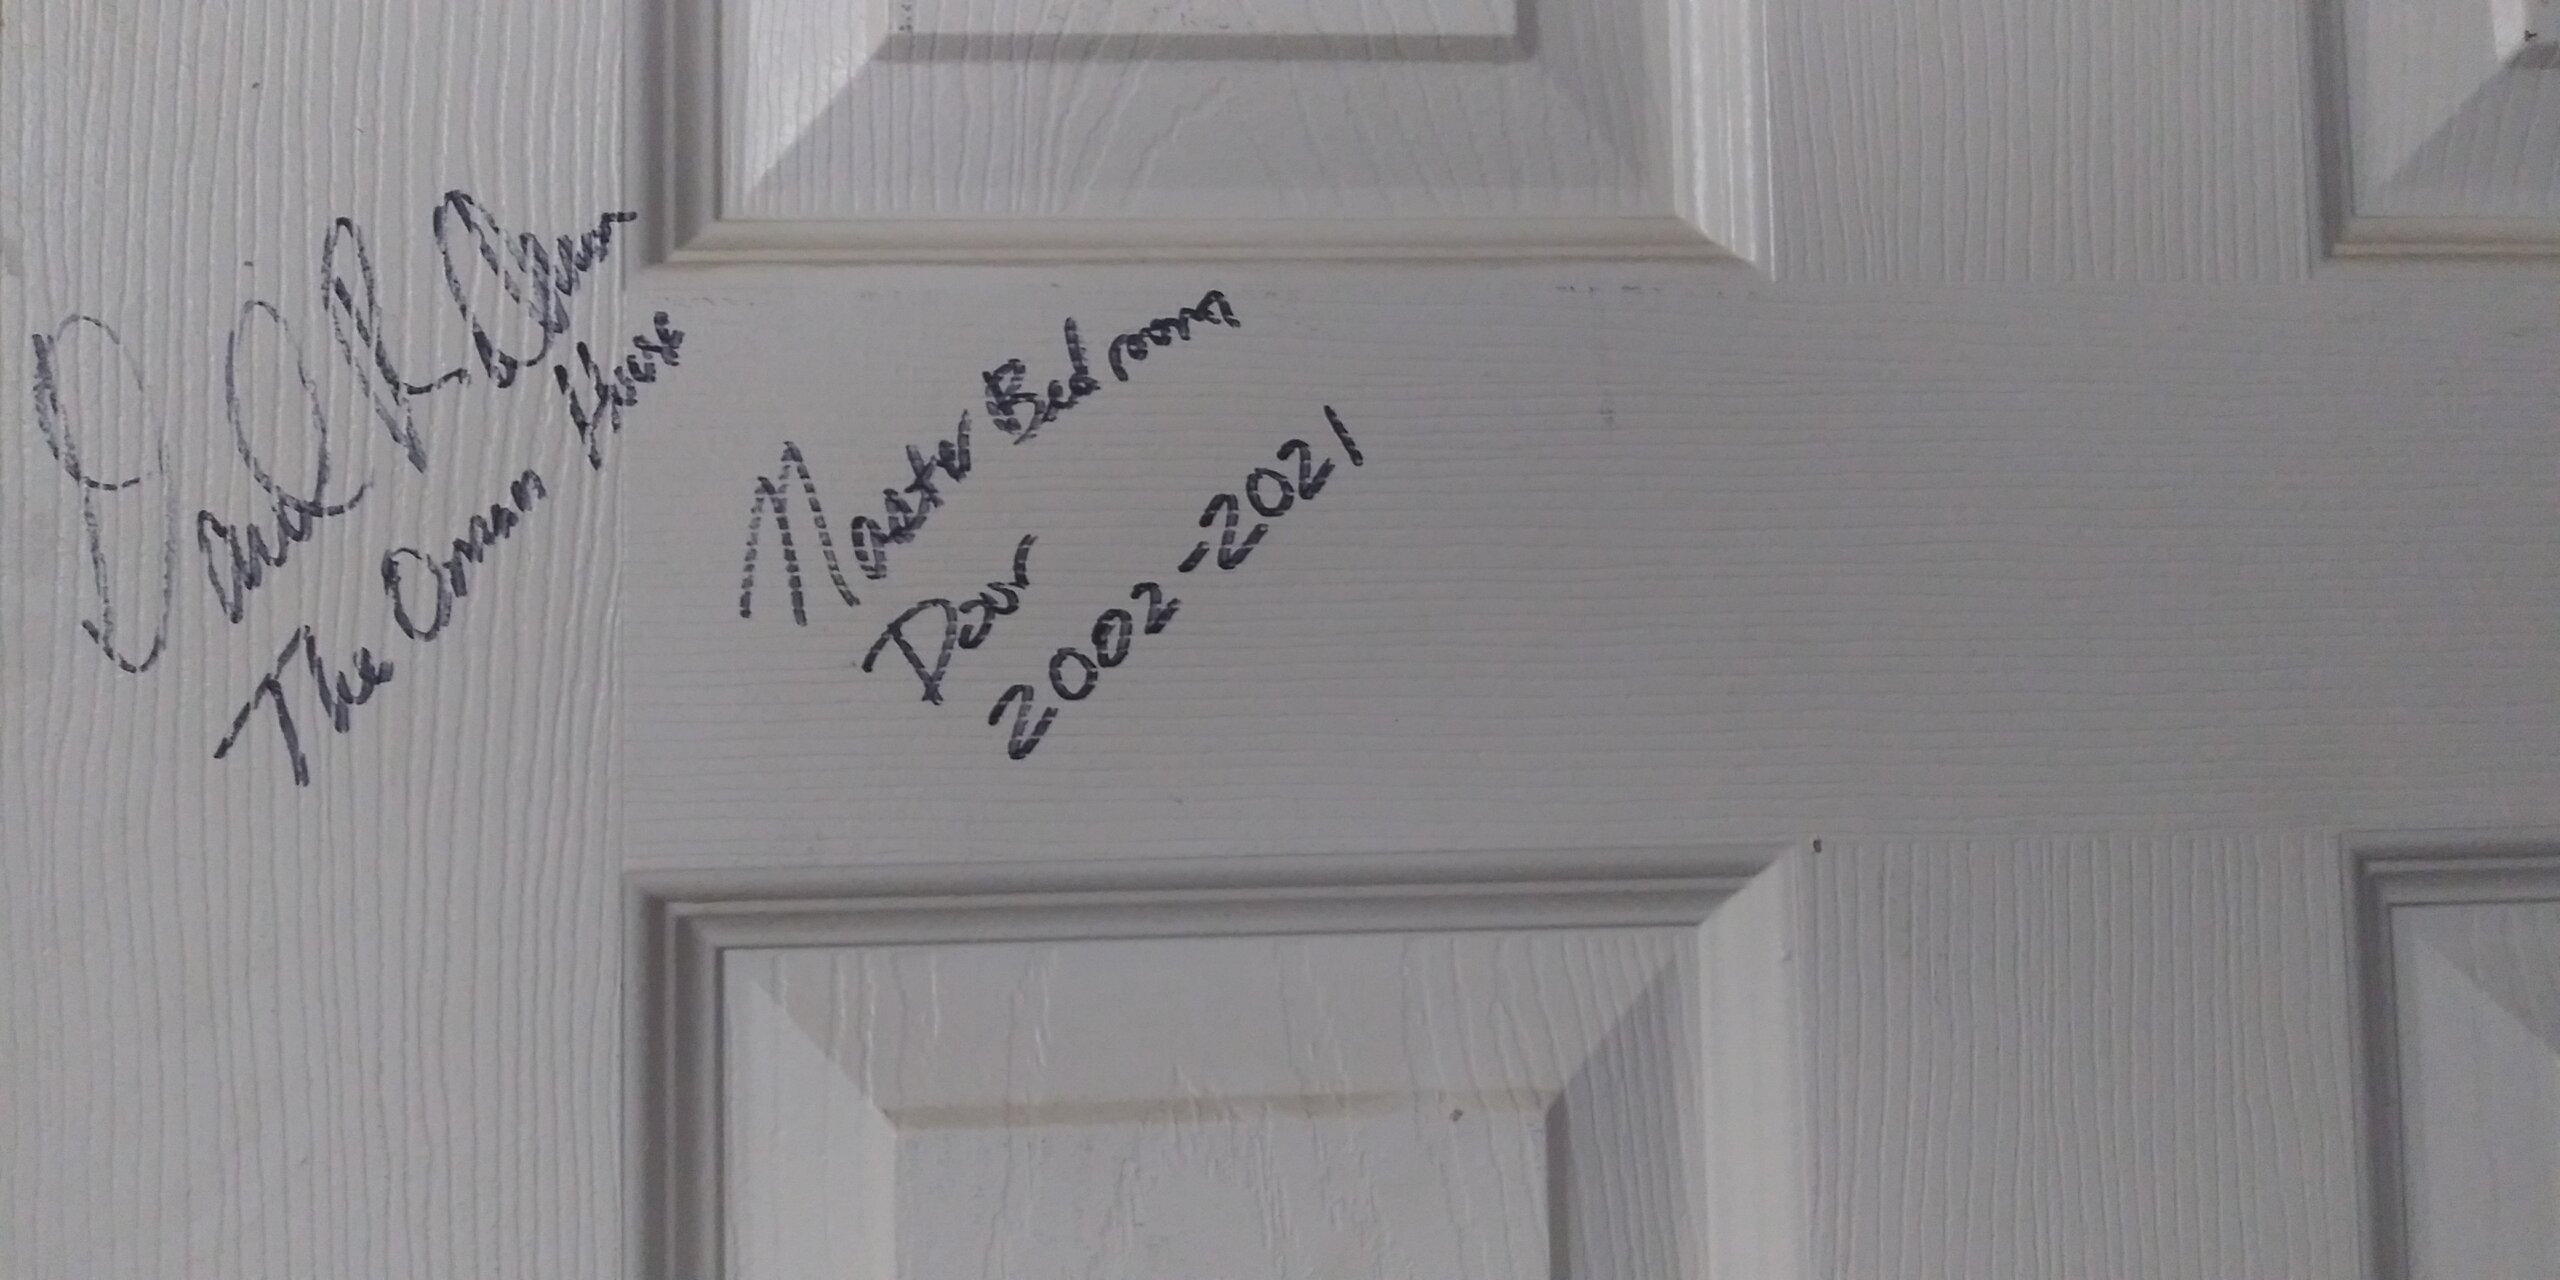 The Oman House
Master Bedroom
Door
2002-2021